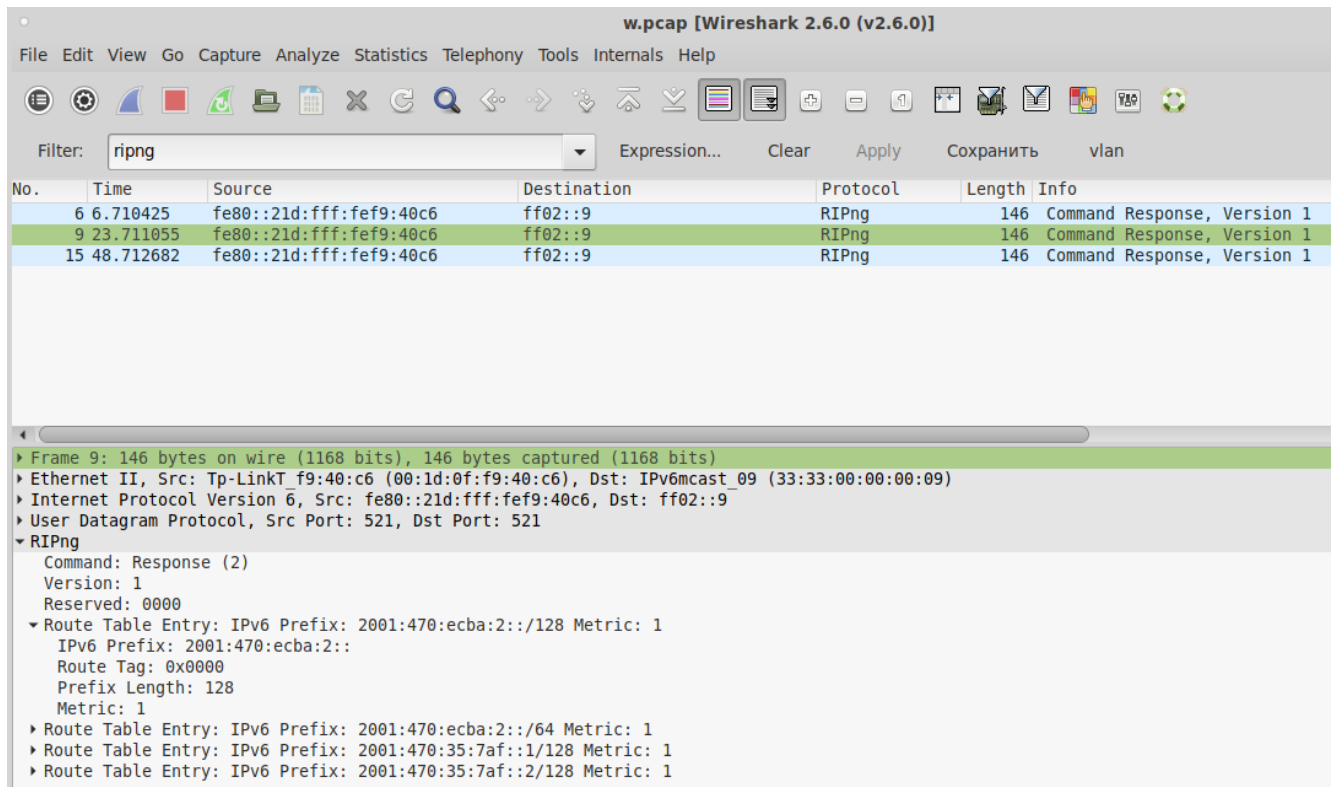 w.pcap [Wireshark 2.6.0 (v2.6.0)]
File Edit View Go Capture Analyze Statistics Telephony Tools Internals Help
Filter: ripng Expression... Clear Apply Сохранить vlan
No. Time Source Destination Protocol Length Info
6 6.710425 fe80::21d:fff:fef9:40c6 ff02::9 RIPng 146 Command Response, Version 1
9 23.711055 fe80::21d:fff:fef9:40c6 ff02::9 RIPng 146 Command Response, Version 1
15 48.712682 fe80::21d:fff:fef9:40c6 ff02::9 RIPng 146 Command Response, Version 1
Frame 9: 146 bytes on wire (1168 bits), 146 bytes captured (1168 bits)
Ethernet II, Src: Tp-LinkT_f9:40:c6 (00:1d:0f:f9:40:c6), Dst: IPv6mcast_09 (33:33:00:00:00:09)
Internet Protocol Version 6, Src: fe80::21d:fff:fef9:40c6, Dst: ff02::9
User Datagram Protocol, Src Port: 521, Dst Port: 521
RIPng
Command: Response (2)
Version: 1
Reserved: 0000
Route Table Entry: IPv6 Prefix: 2001:470:ecba:2::/128 Metric: 1
IPv6 Prefix: 2001:470:ecba:2::
Route Tag: 0x0000
Prefix Length: 128
Metric: 1
Route Table Entry: IPv6 Prefix: 2001:470:ecba:2::/64 Metric: 1
Route Table Entry: IPv6 Prefix: 2001:470:35:7af::1/128 Metric: 1
Route Table Entry: IPv6 Prefix: 2001:470:35:7af::2/128 Metric: 1